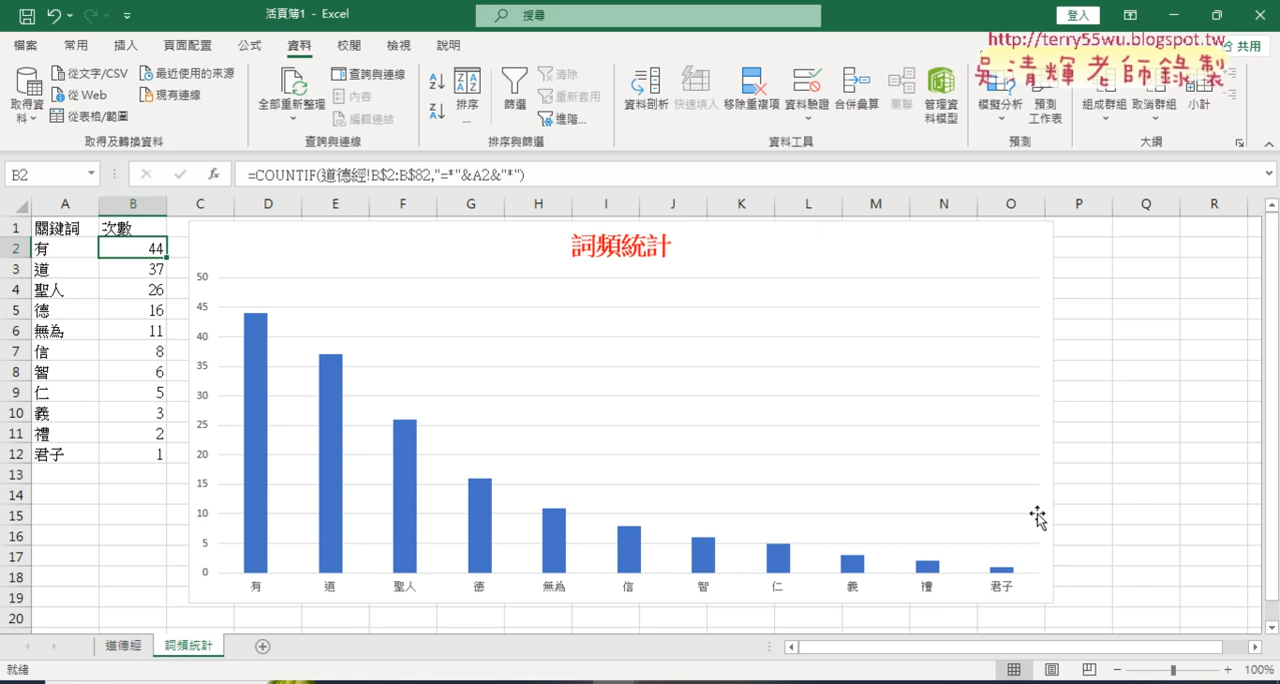 活頁簿1 - Excel
搜尋
登入
http://terry55wu.blogspot.tw
吳清輝老師錄製
檔案 常用 插入 頁面配置 公式 資料 校閱 檢視 說明
共用
取得資料
從文字/CSV
從 Web
從表格/範圍
最近使用的來源
現有連線
取得及轉換資料
全部重新整理
查詢與連線
內容
編輯連結
查詢與連線
排序
篩選
清除
重新套用
進階...
排序與篩選
資料剖析 快速填入 移除重複項 資料驗證 合併彙算 關聯 管理資料模型
資料工具
模擬分析 預測工作表
預測
組成群組 取消群組 小計
大綱
B2
fx
=COUNTIF(道德經!B$2:B$82,"=*"&A2&"*")
A B C D E F G H I J K L M N O P Q R
1 關鍵詞 次數
2 有 44
3 道 37
4 聖人 26
5 德 16
6 無為 11
7 信 8
8 智 6
9 仁 5
10 義 3
11 禮 2
12 君子 1
13
14
15
16
17
18
19
20
詞頻統計
50
45
40
35
30
25
20
15
10
5
0
有 道 聖人 德 無為 信 智 仁 義 禮 君子
道德經 詞頻統計
就緒
100%